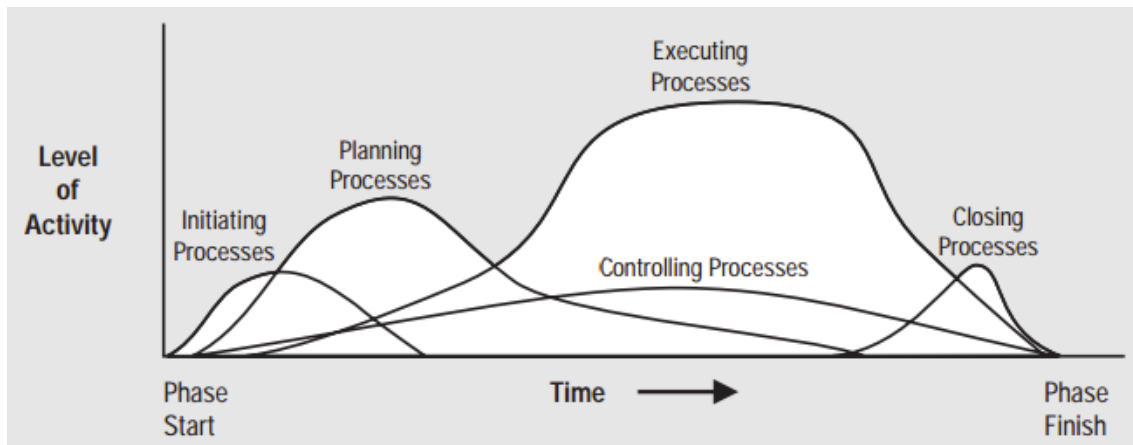 Executing
Processes
Planning
Processes
Level
of
Activity
Initiating
Processes
Closing
Processes
Controlling Processes
Phase
Start
Time
Phase
Finish